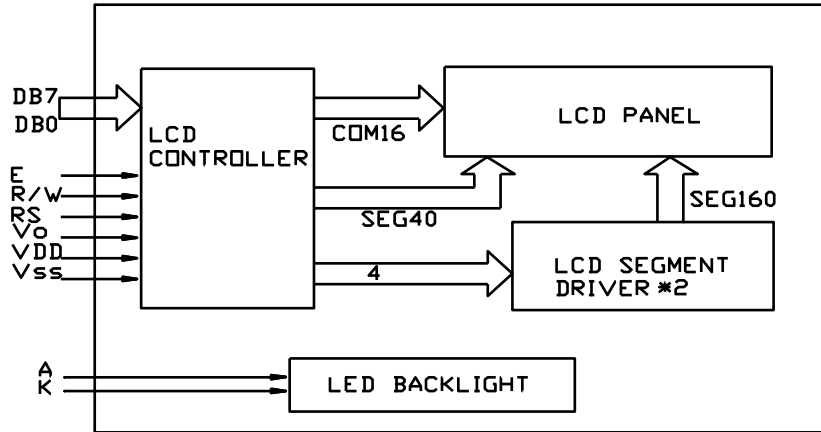 DB7
DB0
E
R/W
RS
Vo
VDD
Vss
LCD
CONTROLLER
COM16
SEG40
4
LCD PANEL
SEG160
LCD SEGMENT
DRIVER *2
A
K
LED BACKLIGHT